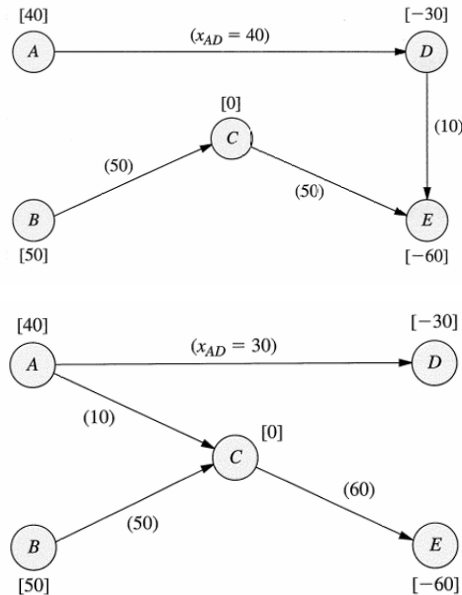 [40]
[−30]
A
(x_AD = 40)
D
[0]
(10)
C
(50)
(50)
B
E
[50]
[−60]
[40]
[−30]
A
(x_AD = 30)
D
(10)
[0]
C
(60)
(50)
B
E
[50]
[−60]